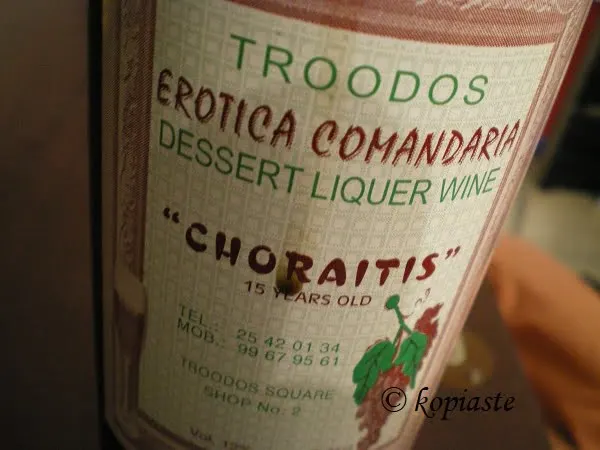 TROODOS
EROTICA COMANDARIA
DESSERT LIQUER WINE
"CHORAITIS"
15 YEARS OLD
TEL.: 25 42 01 34
MOB.: 99 67 95 61
TROODOS SQUARE
SHOP No. 2
Vol.
© kopiaste